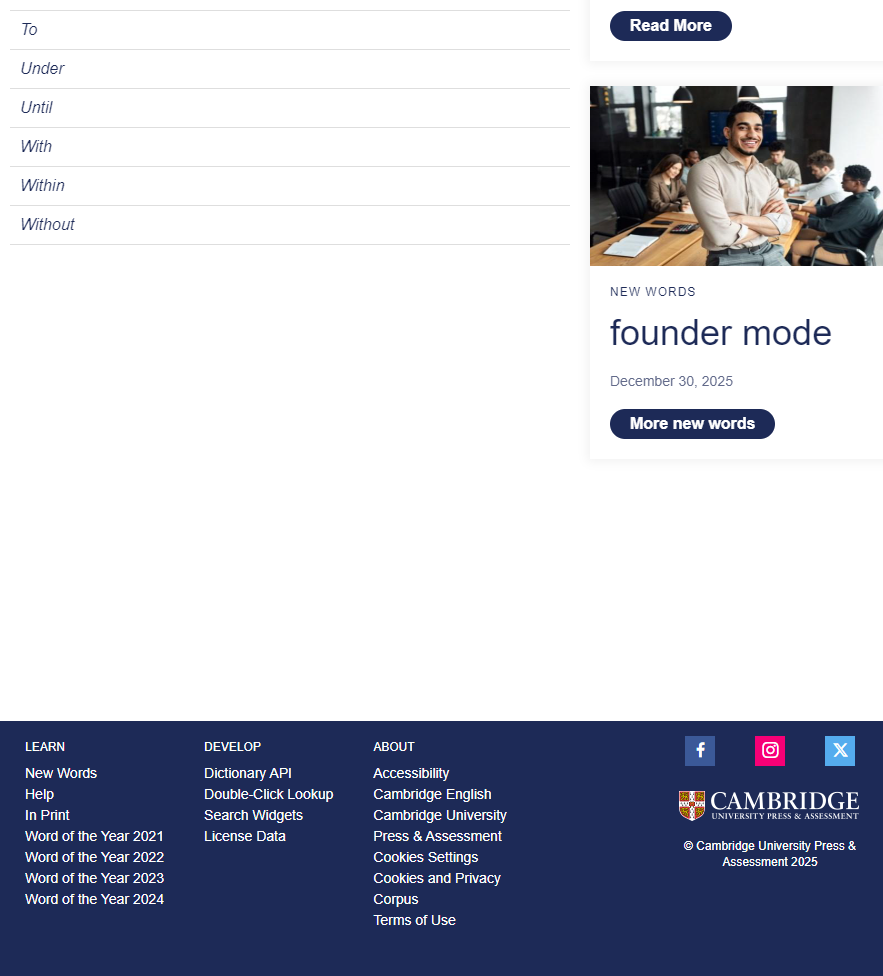 To
Under
Until
With
Within
Without
Read More
NEW WORDS
founder mode
December 30, 2025
More new words
LEARN
New Words
Help
In Print
Word of the Year 2021
Word of the Year 2022
Word of the Year 2023
Word of the Year 2024
DEVELOP
Dictionary API
Double-Click Lookup
Search Widgets
License Data
ABOUT
Accessibility
Cambridge English
Cambridge University
Press & Assessment
Cookies Settings
Cookies and Privacy
Corpus
Terms of Use
CAMBRIDGE
UNIVERSITY PRESS & ASSESSMENT
© Cambridge University Press &
Assessment 2025